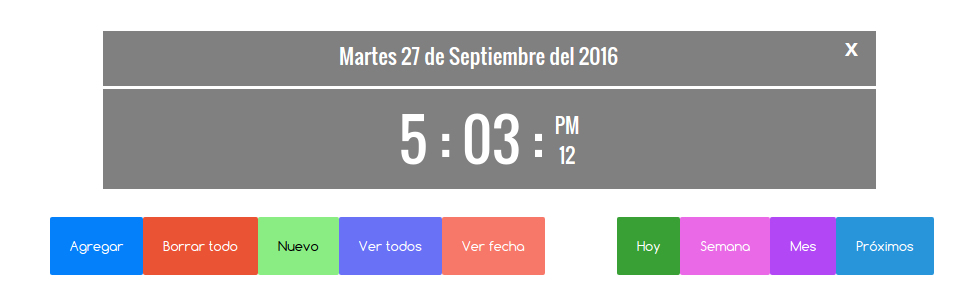 Martes 27 de Septiembre del 2016 X
5 : 03 : PM
12
Agregar Borrar todo Nuevo Ver todos Ver fecha Hoy Semana Mes Próximos